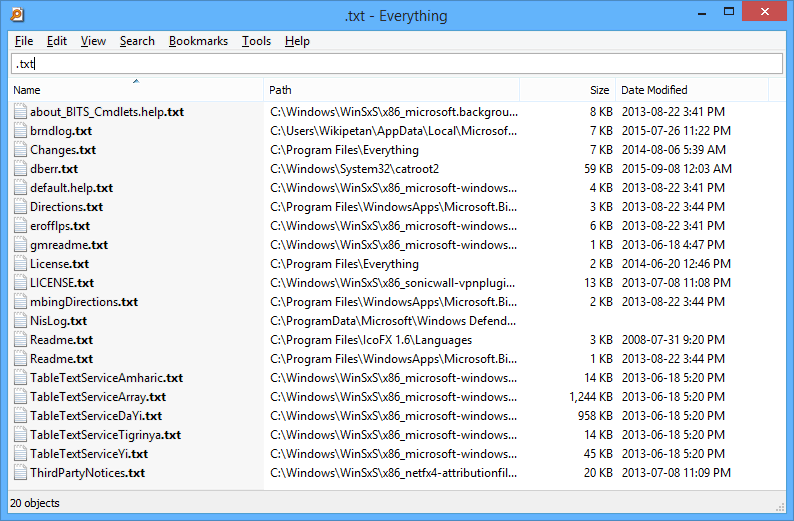 .txt - Everything
File Edit View Search Bookmarks Tools Help
.txt
Name Path Size Date Modified
about_BITS_Cmdlets.help.txt C:\Windows\WinSxS\x86_microsoft.backgrou... 8 KB 2013-08-22 3:41 PM
brndlog.txt C:\Users\Wikipetan\AppData\Local\Microsof... 7 KB 2015-07-26 11:22 PM
Changes.txt C:\Program Files\Everything 7 KB 2014-08-06 5:39 AM
dberr.txt C:\Windows\System32\catroot2 59 KB 2015-09-08 12:03 AM
default.help.txt C:\Windows\WinSxS\x86_microsoft-windows... 4 KB 2013-08-22 3:41 PM
Directions.txt C:\Program Files\WindowsApps\Microsoft.Bi... 3 KB 2013-08-22 3:44 PM
erofflps.txt C:\Windows\WinSxS\x86_microsoft-windows... 6 KB 2013-08-22 3:41 PM
gmreadme.txt C:\Windows\WinSxS\x86_microsoft-windows... 1 KB 2013-06-18 4:47 PM
License.txt C:\Program Files\Everything 2 KB 2014-06-20 12:46 PM
LICENSE.txt C:\Windows\WinSxS\x86_sonicwall-vpnplugi... 13 KB 2013-07-08 11:08 PM
mbingDirections.txt C:\Program Files\WindowsApps\Microsoft.Bi... 2 KB 2013-08-22 3:44 PM
NisLog.txt C:\ProgramData\Microsoft\Windows Defend...
Readme.txt C:\Program Files\IcoFX 1.6\Languages 3 KB 2008-07-31 9:20 PM
Readme.txt C:\Program Files\WindowsApps\Microsoft.Bi... 1 KB 2013-08-22 3:44 PM
TableTextServiceAmharic.txt C:\Windows\WinSxS\x86_microsoft-windows... 14 KB 2013-06-18 5:20 PM
TableTextServiceArray.txt C:\Windows\WinSxS\x86_microsoft-windows... 1,244 KB 2013-06-18 5:20 PM
TableTextServiceDaYi.txt C:\Windows\WinSxS\x86_microsoft-windows... 958 KB 2013-06-18 5:20 PM
TableTextServiceTigrinya.txt C:\Windows\WinSxS\x86_microsoft-windows... 14 KB 2013-06-18 5:20 PM
TableTextServiceYi.txt C:\Windows\WinSxS\x86_microsoft-windows... 45 KB 2013-06-18 5:20 PM
ThirdPartyNotices.txt C:\Windows\WinSxS\x86_netfx4-attributionfil... 20 KB 2013-07-08 11:09 PM
20 objects